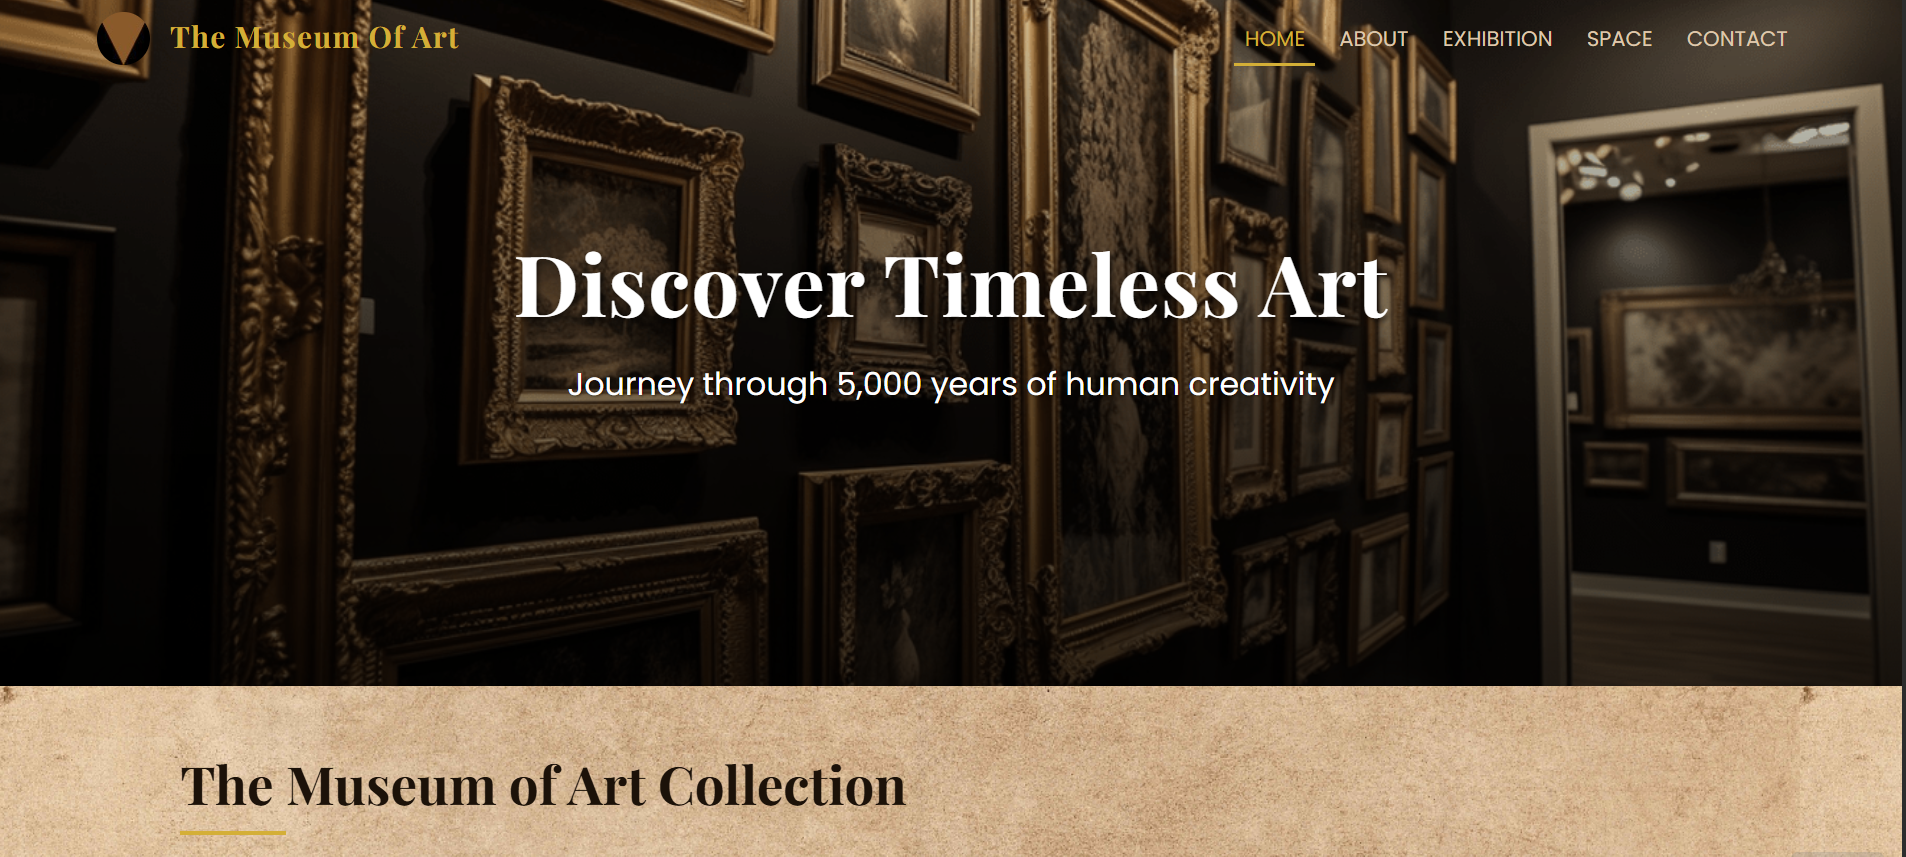 The Museum Of Art
HOME ABOUT EXHIBITION SPACE CONTACT
Discover Timeless Art
Journey through 5,000 years of human creativity
The Museum of Art Collection